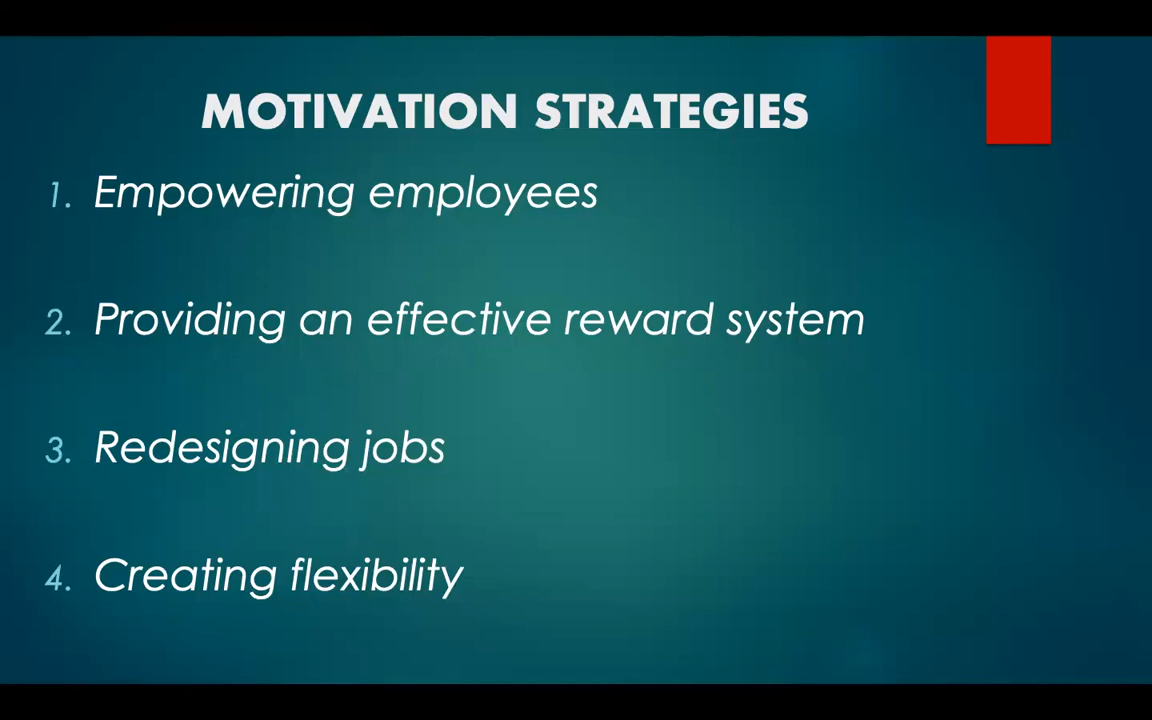 MOTIVATION STRATEGIES
1. Empowering employees
2. Providing an effective reward system
3. Redesigning jobs
4. Creating flexibility